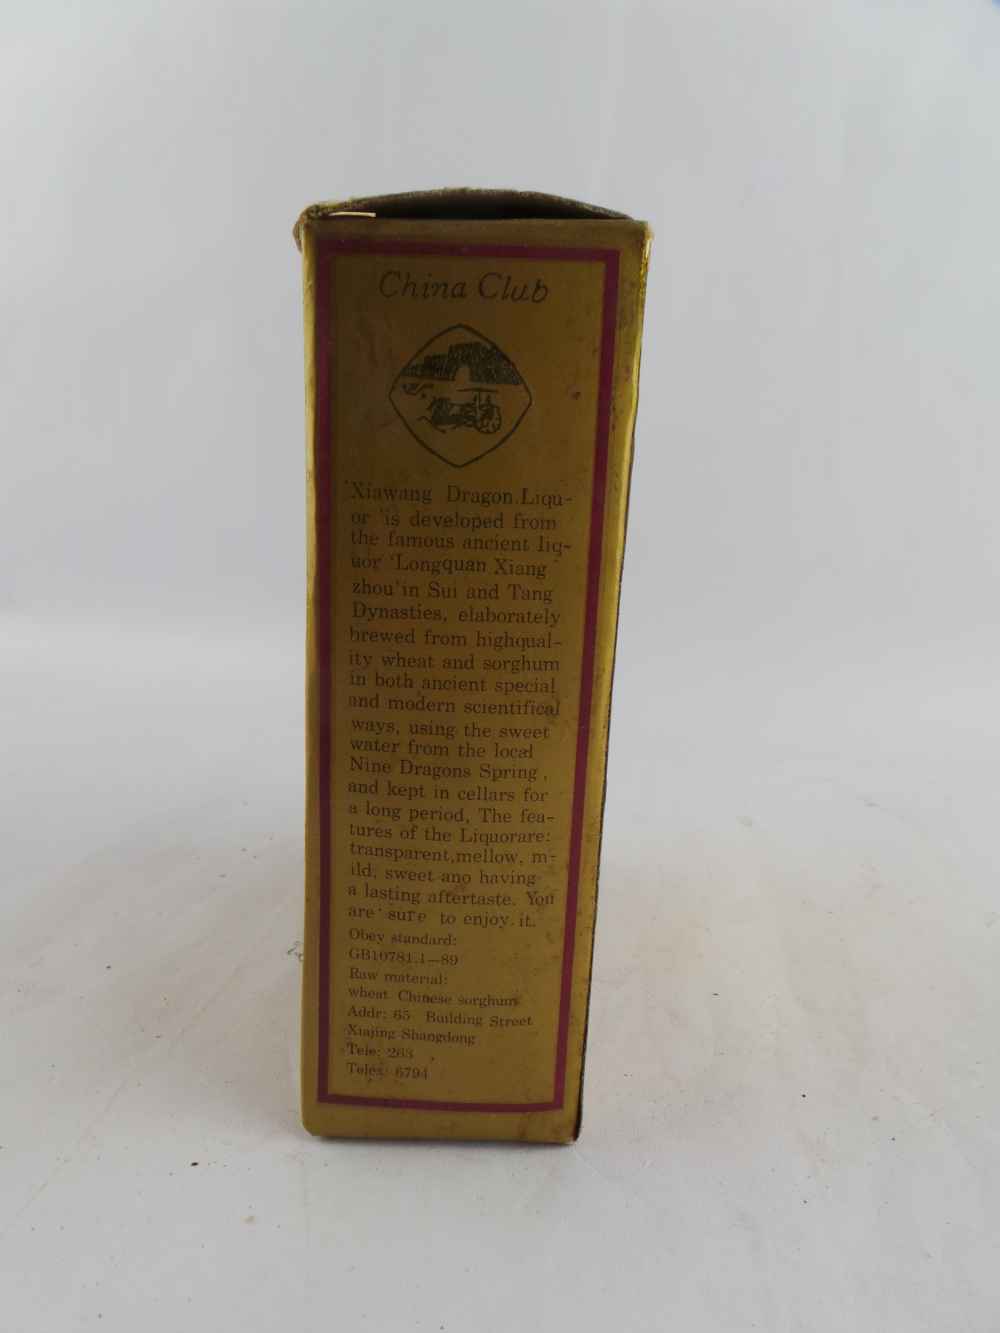 China Club
'Xiawang Dragon Liqu-
or 'is developed from
the famous ancient liq-
uor 'Longquan Xiang
zhou'in Sui and Tang
Dynasties, elaborately
brewed from highqual-
ity wheat and sorghum
in both ancient special
and modern scientifical
ways, using the sweet
water from the local
Nine Dragons Spring,
and kept in cellars for
a long period, The fea-
tures of the Liquorare:
transparent,mellow, m-
ild, sweet ano having
a lasting aftertaste. You
are sure to enjoy it.
Obey standard:
GB10781.1—89
Raw material:
wheat Chinese sorghum
Addr: 65 Building Street
Xiajing Shangdong
Tele: 263
Telex: 6794